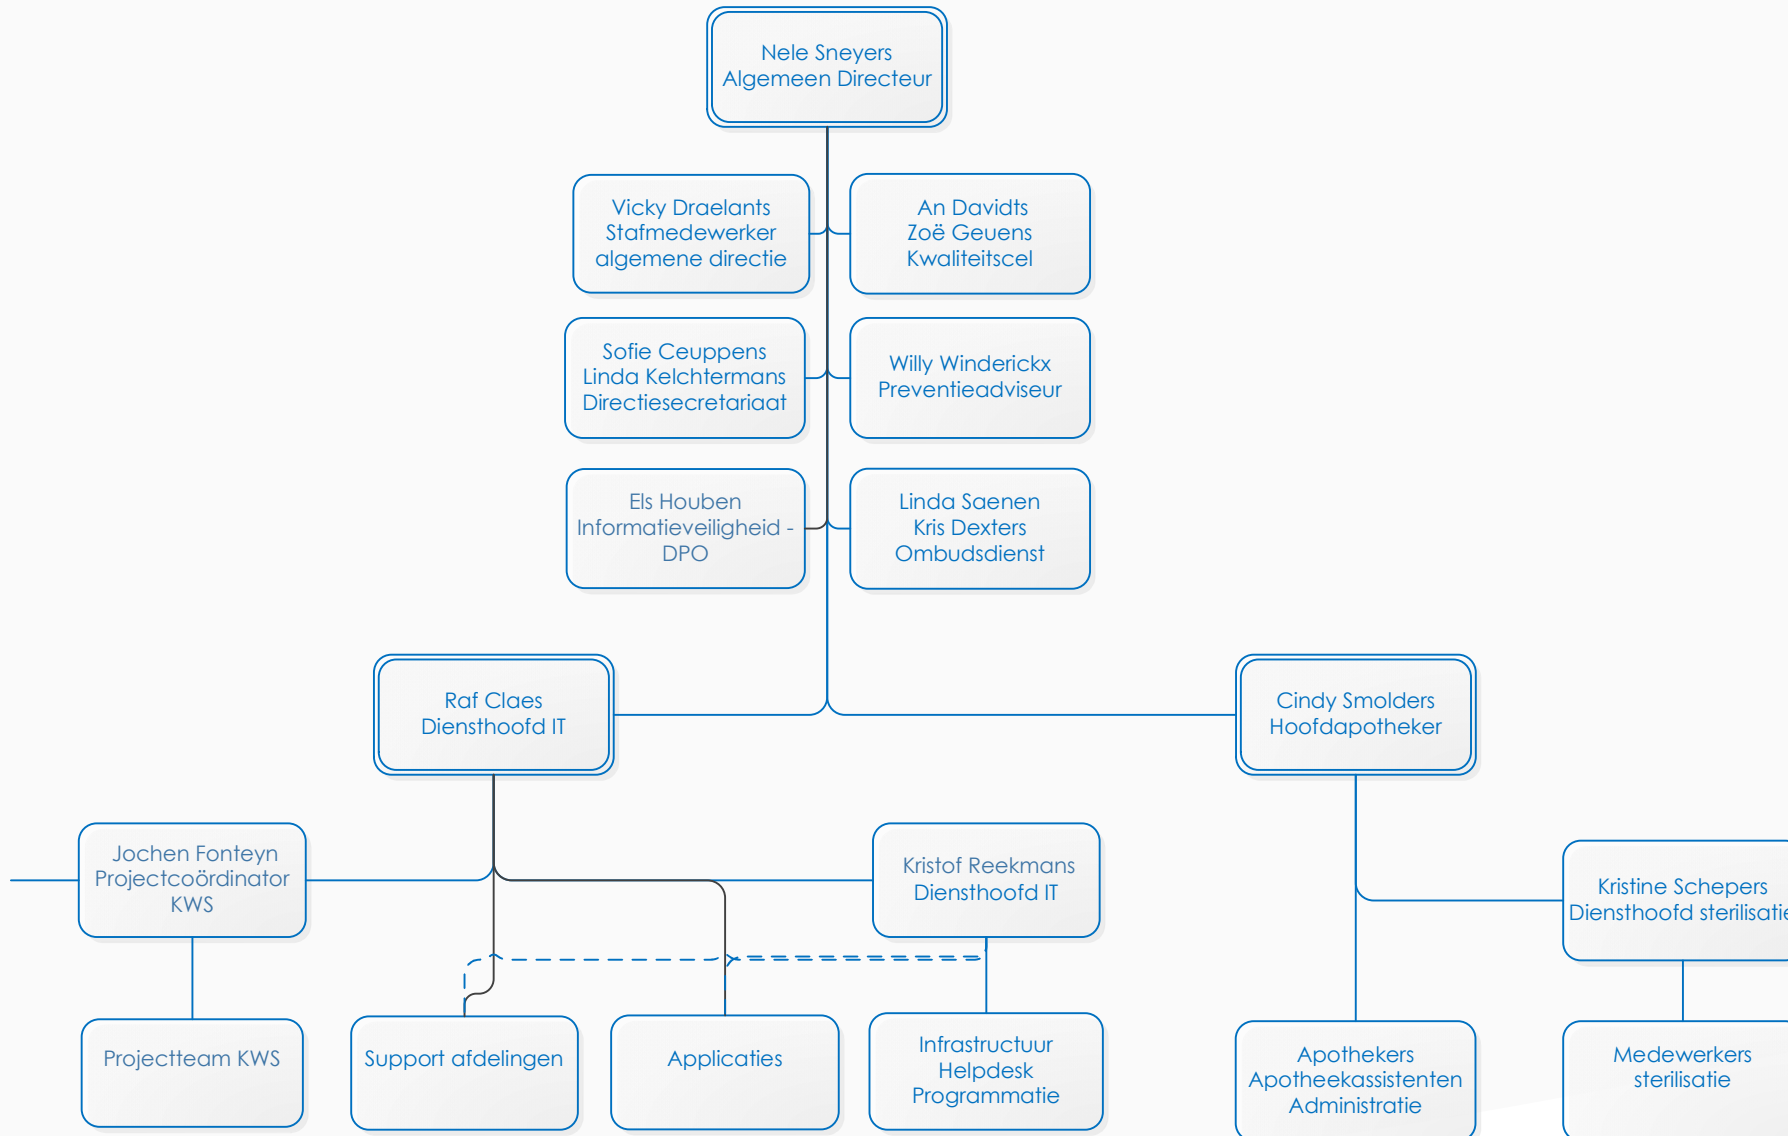 Nele Sneyers
Algemeen Directeur
Vicky Draelants
Stafmedewerker
algemene directie
An Davidts
Zoë Geuens
Kwaliteitscel
Sofie Ceuppens
Linda Kelchtermans
Directiesecretariaat
Willy Winderickx
Preventieadviseur
Els Houben
Informatieveiligheid -
DPO
Linda Saenen
Kris Dexters
Ombudsdienst
Raf Claes
Diensthoofd IT
Cindy Smolders
Hoofdapotheker
Jochen Fonteyn
Projectcoördinator
KWS
Kristof Reekmans
Diensthoofd IT
Kristine Schepers
Diensthoofd sterilisatie
Projectteam KWS
Support afdelingen
Applicaties
Infrastructuur
Helpdesk
Programmatie
Apothekers
Apotheekassistenten
Administratie
Medewerkers
sterilisatie